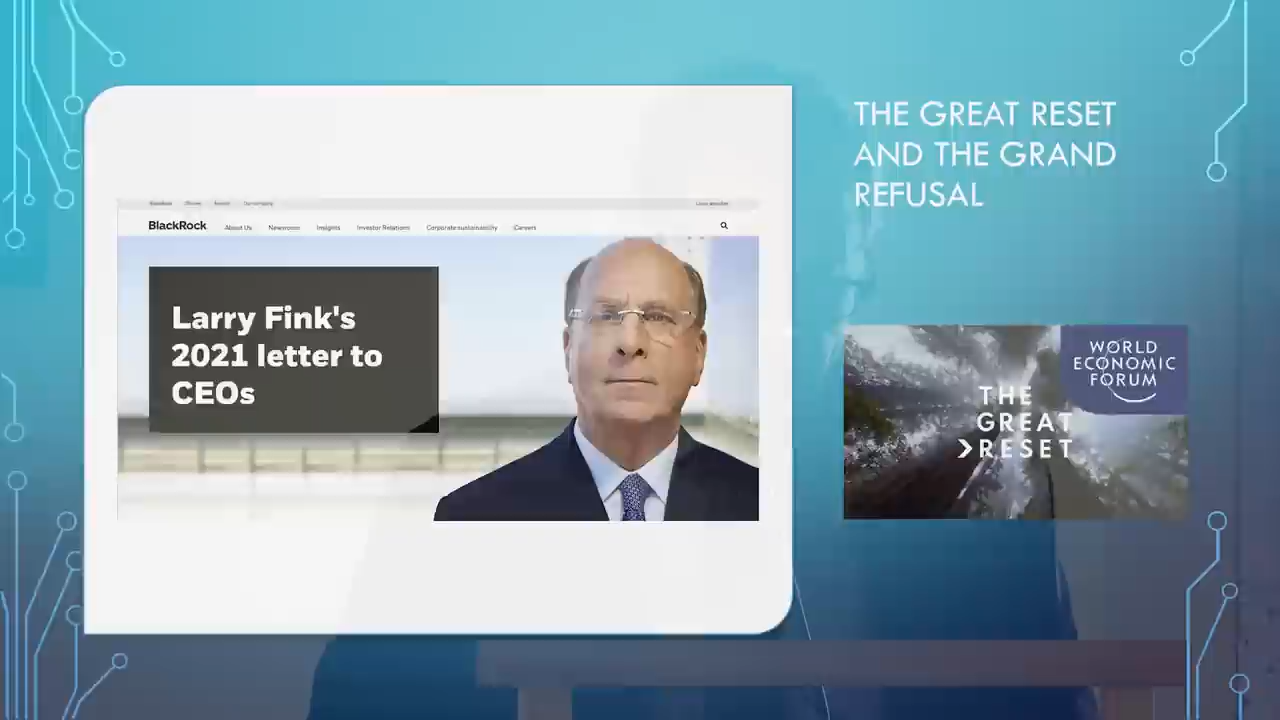 THE GREAT RESET
AND THE GRAND
REFUSAL
BlackRock
About Us Newsroom Insights Investor Relations Corporate sustainability Careers
Larry Fink's
2021 letter to
CEOs
WORLD
ECONOMIC
FORUM
THE
GREAT
RESET